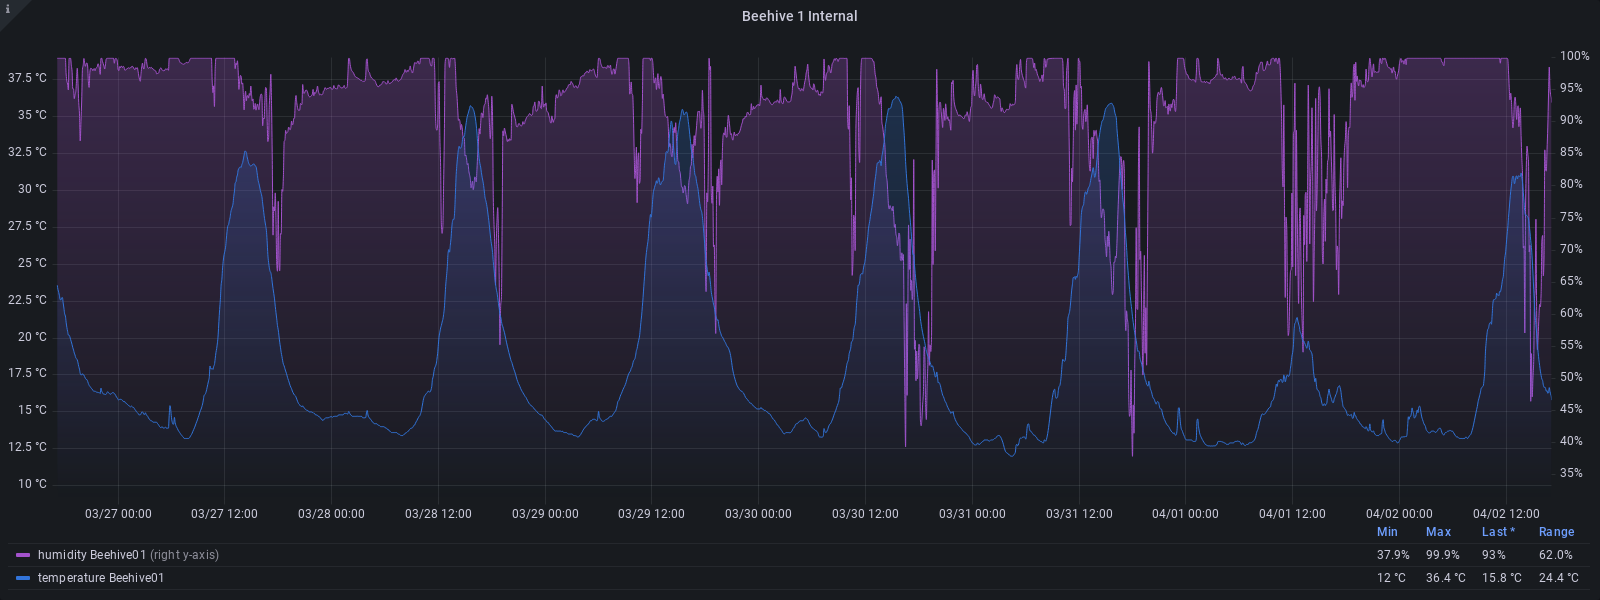 i
Beehive 1 Internal
37.5 °C
35 °C
32.5 °C
30 °C
27.5 °C
25 °C
22.5 °C
20 °C
17.5 °C
15 °C
12.5 °C
10 °C
100%
95%
90%
85%
80%
75%
70%
65%
60%
55%
50%
45%
40%
35%
03/27 00:00 03/27 12:00 03/28 00:00 03/28 12:00 03/29 00:00 03/29 12:00 03/30 00:00 03/30 12:00 03/31 00:00 03/31 12:00 04/01 00:00 04/01 12:00 04/02 00:00 04/02 12:00
Min Max Last * Range
humidity Beehive01 (right y-axis) 37.9% 99.9% 93% 62.0%
temperature Beehive01 12 °C 36.4 °C 15.8 °C 24.4 °C